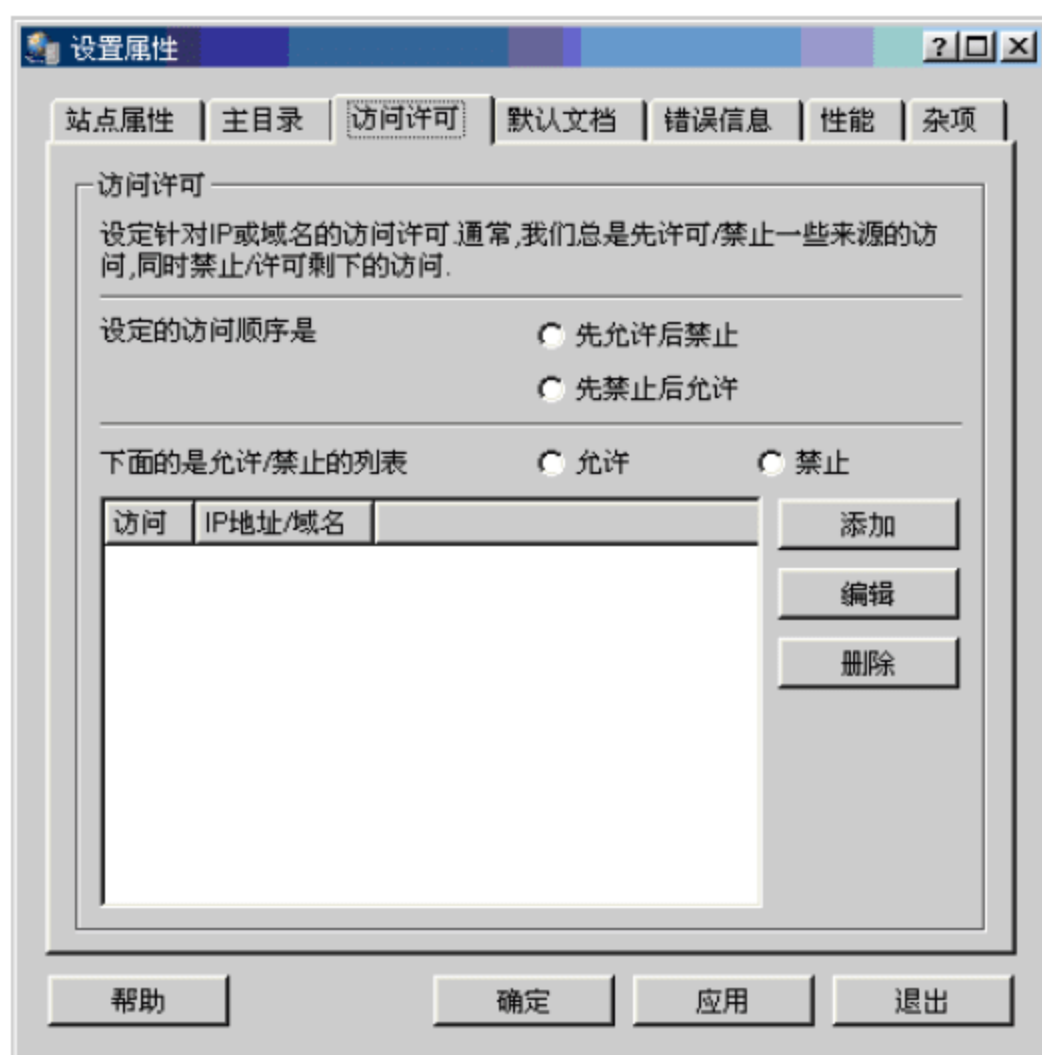 设置属性
站点属性 主目录 访问许可 默认文档 错误信息 性能 杂项
访问许可
设定针对IP或域名的访问许可.通常,我们总是先许可/禁止一些来源的访
问,同时禁止/许可剩下的访问.
设定的访问顺序是 先允许后禁止
先禁止后允许
下面的是允许/禁止的列表 允许 禁止
访问 IP地址/域名 添加
编辑
删除
帮助 确定 应用 退出